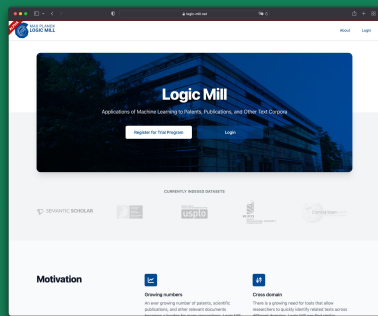 logic-mill.net
MAX PLANCK
LOGIC MILL
About
Login
Logic Mill
Applications of Machine Learning to Patents, Publications, and Other Text Corpora
Register for Trial Program
Login
CURRENTLY INDEXED DATASETS
SEMANTIC SCHOLAR
uspto
Motivation
Growing numbers
An ever growing number of patents, scientific
publications, and other relevant documents
Cross domain
There is a growing need for tools that allow
researchers to quickly identify related texts across